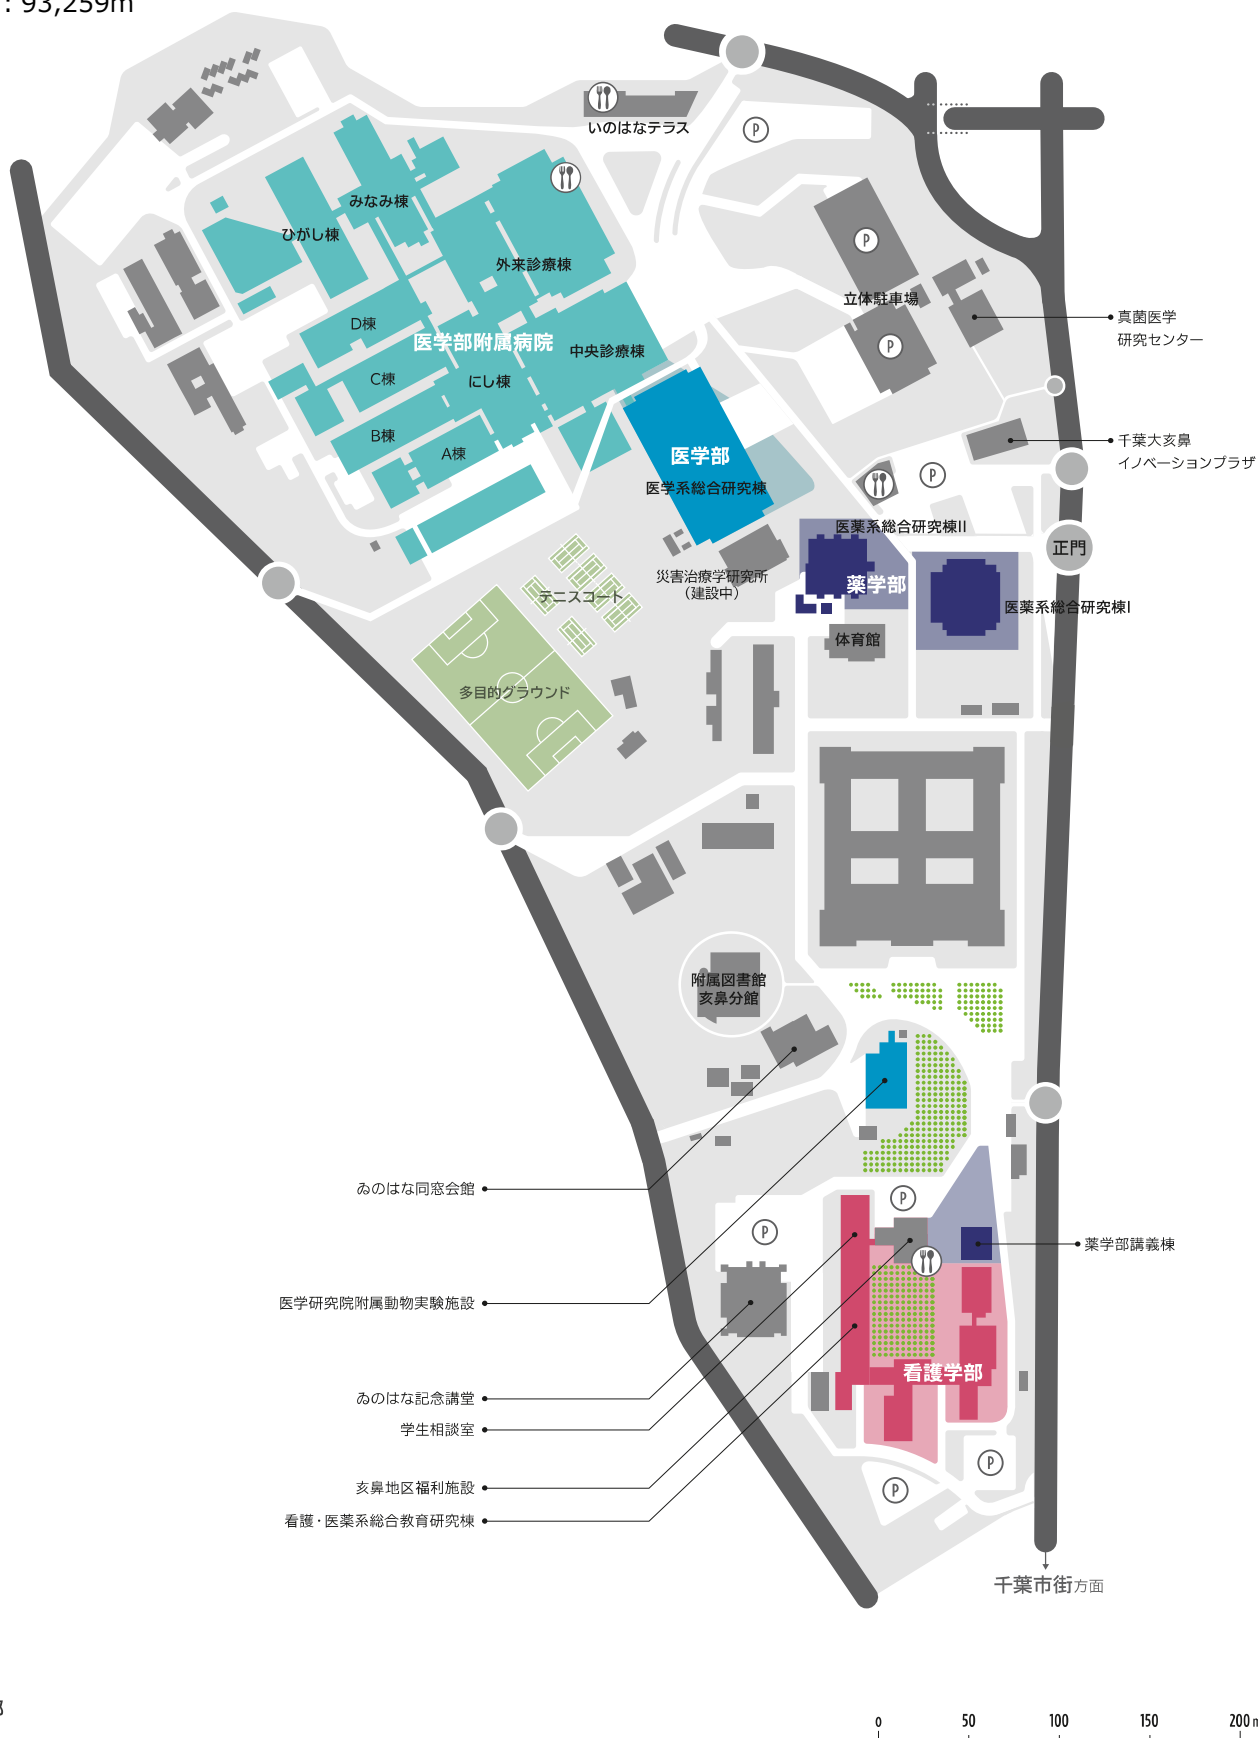 : 93,259m
いのはなテラス
P
みなみ棟
ひがし棟
外来診療棟
P
立体駐車場
D棟
医学部附属病院
中央診療棟
P
真菌医学
研究センター
C棟
にし棟
B棟
A棟
医学部
医学系総合研究棟
千葉大亥鼻
イノベーションプラザ
P
医薬系総合研究棟II
正門
災害治療学研究所
(建設中)
薬学部
テニスコート
医薬系総合研究棟I
体育館
多目的グラウンド
附属図書館
亥鼻分館
ゐのはな同窓会館
P
P
薬学部講義棟
医学研究院附属動物実験施設
看護学部
ゐのはな記念講堂
学生相談室
P
亥鼻地区福利施設
P
看護・医薬系総合教育研究棟
千葉市街方面
0 50 100 150 200